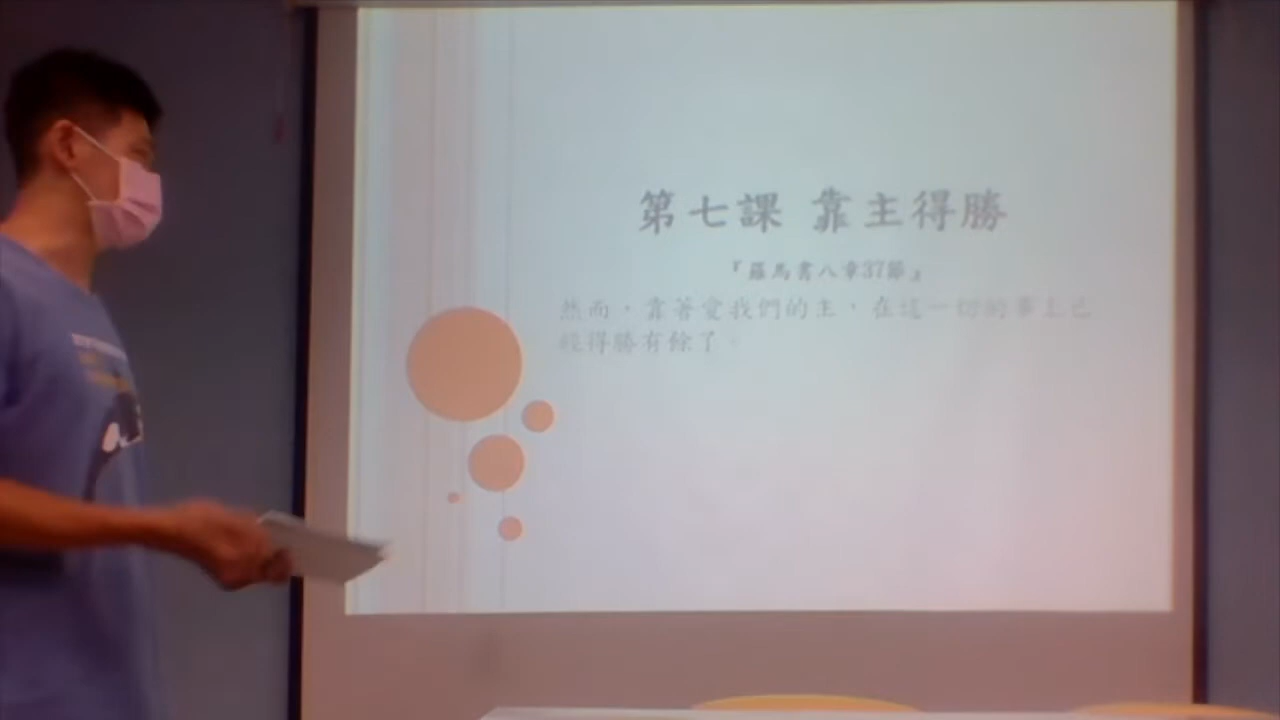 第七課 靠主得勝
『羅馬書八章37節』
然而，靠著愛我們的主，在這一切的事上已
經得勝有餘了。